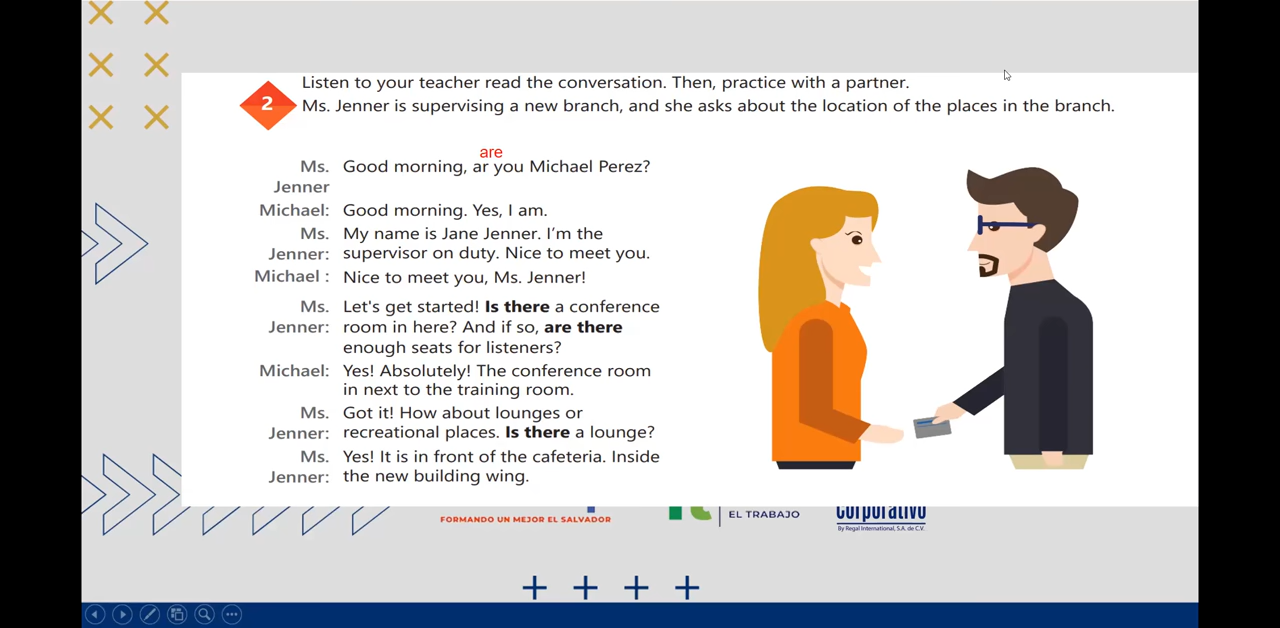 Listen to your teacher read the conversation. Then, practice with a partner.
2
Ms. Jenner is supervising a new branch, and she asks about the location of the places in the branch.
are
Ms. Good morning, ar you Michael Perez?
Jenner
Michael: Good morning. Yes, I am.
Ms. My name is Jane Jenner. I'm the
Jenner: supervisor on duty. Nice to meet you.
Michael : Nice to meet you, Ms. Jenner!
Ms. Let's get started! Is there a conference
Jenner: room in here? And if so, are there
enough seats for listeners?
Michael: Yes! Absolutely! The conference room
in next to the training room.
Ms. Got it! How about lounges or
Jenner: recreational places. Is there a lounge?
Ms. Yes! It is in front of the cafeteria. Inside
Jenner: the new building wing.
FORMANDO UN MEJOR EL SALVADOR
EL TRABAJO
corporativo
By Regal International, S.A. de C.V.